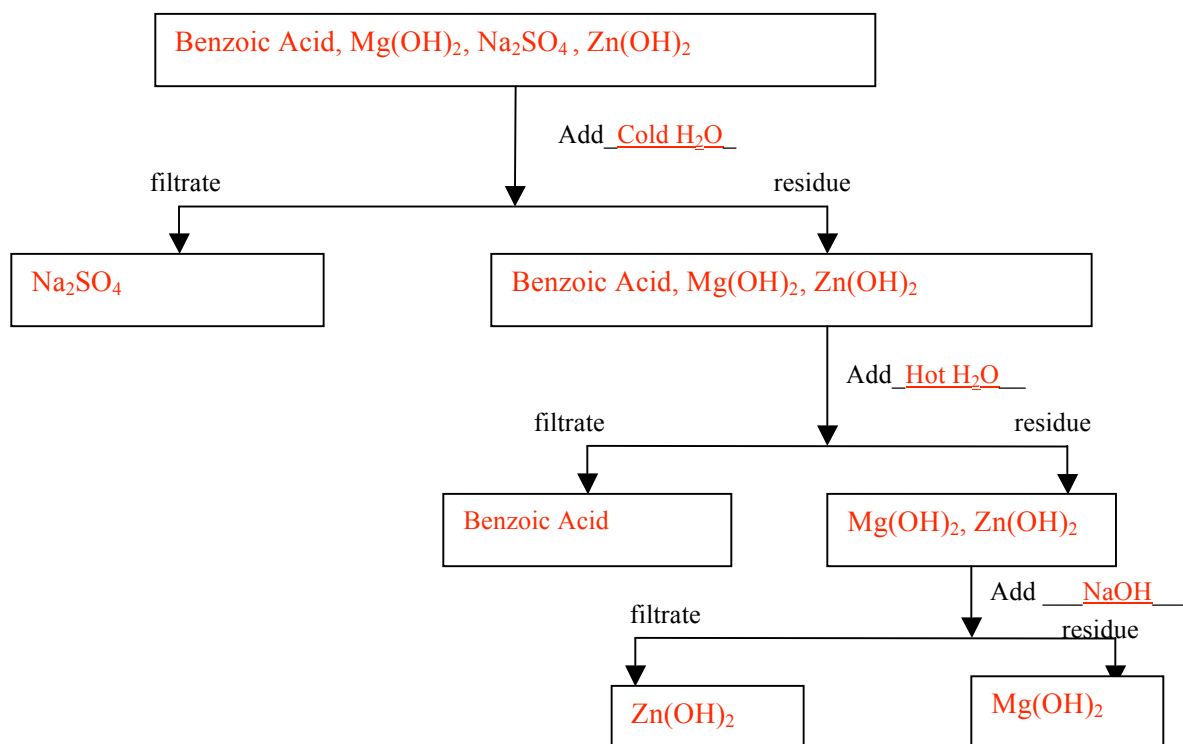 Benzoic Acid, Mg(OH)₂, Na₂SO₄ , Zn(OH)₂
Add_Cold H₂O_
filtrate
residue
Na₂SO₄
Benzoic Acid, Mg(OH)₂, Zn(OH)₂
Add_Hot H₂O__
filtrate
residue
Benzoic Acid
Mg(OH)₂, Zn(OH)₂
Add ___NaOH___
filtrate
residue
Zn(OH)₂
Mg(OH)₂